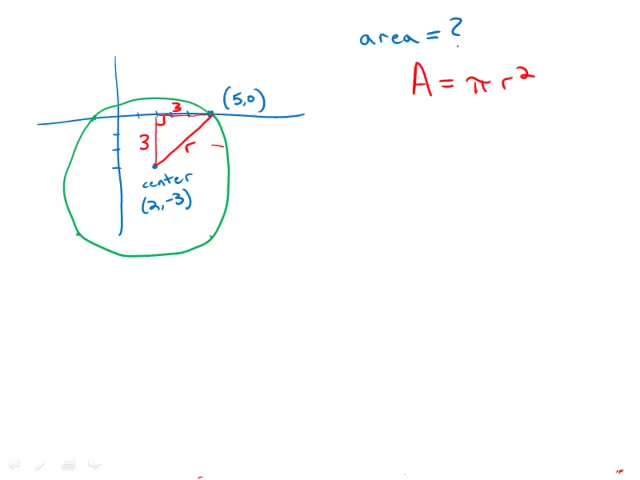 area = ?
A = π r²
(5,0)
3
3
r
center
(2,-3)